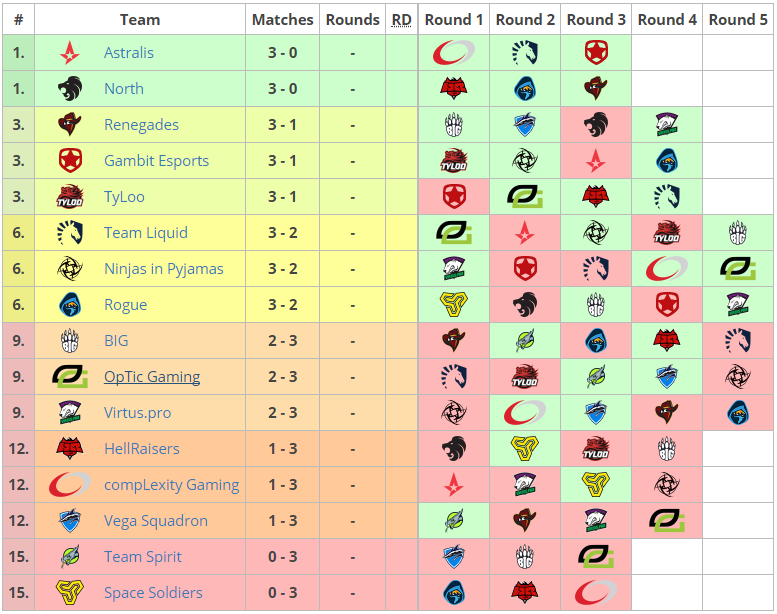 # Team Matches Rounds RD Round 1 Round 2 Round 3 Round 4 Round 5
1. Astralis 3 - 0 -
1. North 3 - 0 -
3. Renegades 3 - 1 -
3. Gambit Esports 3 - 1 -
3. TYLOO TyLoo 3 - 1 -
6. Team Liquid 3 - 2 -
6. Ninjas in Pyjamas 3 - 2 -
6. Rogue 3 - 2 -
9. BIG 2 - 3 -
9. OpTic Gaming 2 - 3 -
9. Virtus.pro 2 - 3 -
12. HellRaisers 1 - 3 -
12. compLexity Gaming 1 - 3 -
12. Vega Squadron 1 - 3 -
15. Team Spirit 0 - 3 -
15. Space Soldiers 0 - 3 -